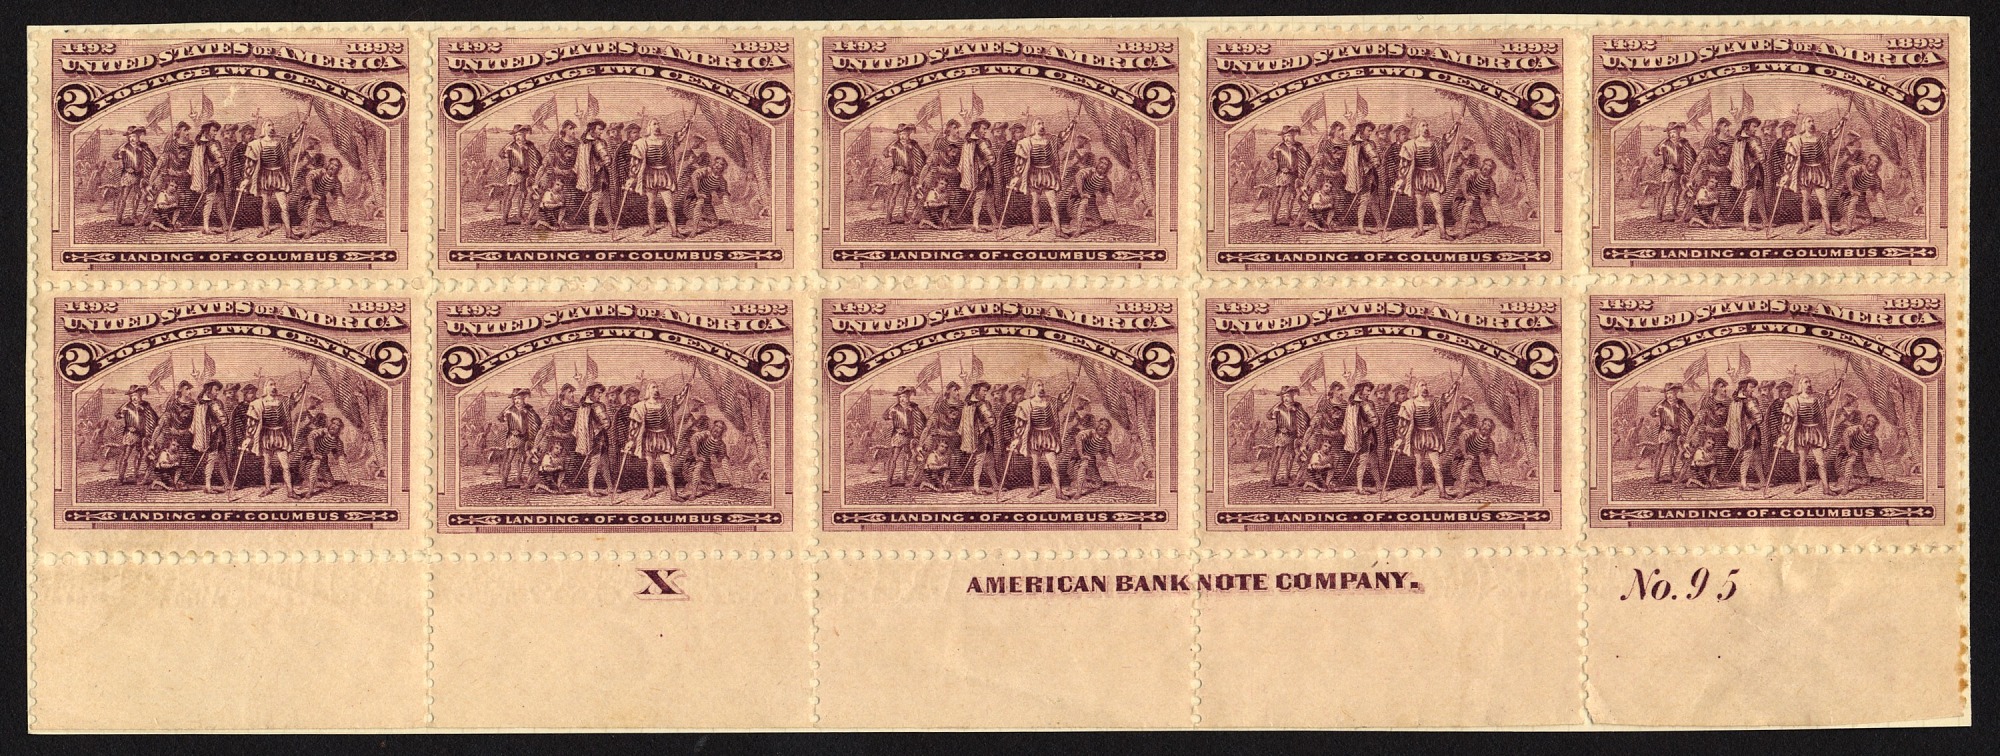 1492 1892 1492 1892 1492 1892 1492 1892 1492 1892
UNITED STATES OF AMERICA UNITED STATES OF AMERICA UNITED STATES OF AMERICA UNITED STATES OF AMERICA UNITED STATES OF AMERICA
POSTAGE TWO CENTS POSTAGE TWO CENTS POSTAGE TWO CENTS POSTAGE TWO CENTS POSTAGE TWO CENTS
2 2 2 2 2 2 2 2 2 2
LANDING · OF · COLUMBUS LANDING · OF · COLUMBUS LANDING · OF · COLUMBUS LANDING · OF · COLUMBUS LANDING · OF · COLUMBUS
1492 1892 1492 1892 1492 1892 1492 1892 1492 1892
UNITED STATES OF AMERICA UNITED STATES OF AMERICA UNITED STATES OF AMERICA UNITED STATES OF AMERICA UNITED STATES OF AMERICA
POSTAGE TWO CENTS POSTAGE TWO CENTS POSTAGE TWO CENTS POSTAGE TWO CENTS POSTAGE TWO CENTS
2 2 2 2 2 2 2 2 2 2
LANDING · OF · COLUMBUS LANDING · OF · COLUMBUS LANDING · OF · COLUMBUS LANDING · OF · COLUMBUS LANDING · OF · COLUMBUS
X AMERICAN BANK NOTE COMPANY. No. 95